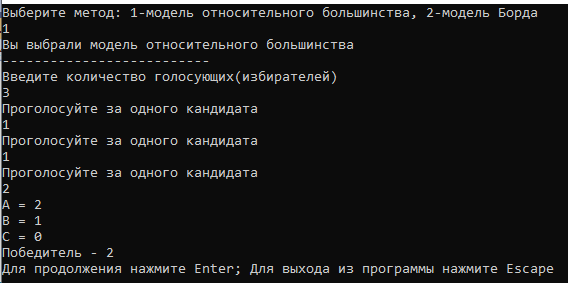 Выберите метод: 1-модель относительного большинства, 2-модель Борда
1
Вы выбрали модель относительного большинства
--------------------------
Введите количество голосующих(избирателей)
3
Проголосуйте за одного кандидата
1
Проголосуйте за одного кандидата
1
Проголосуйте за одного кандидата
2
A = 2
B = 1
C = 0
Победитель - 2
Для продолжения нажмите Enter; Для выхода из программы нажмите Escape